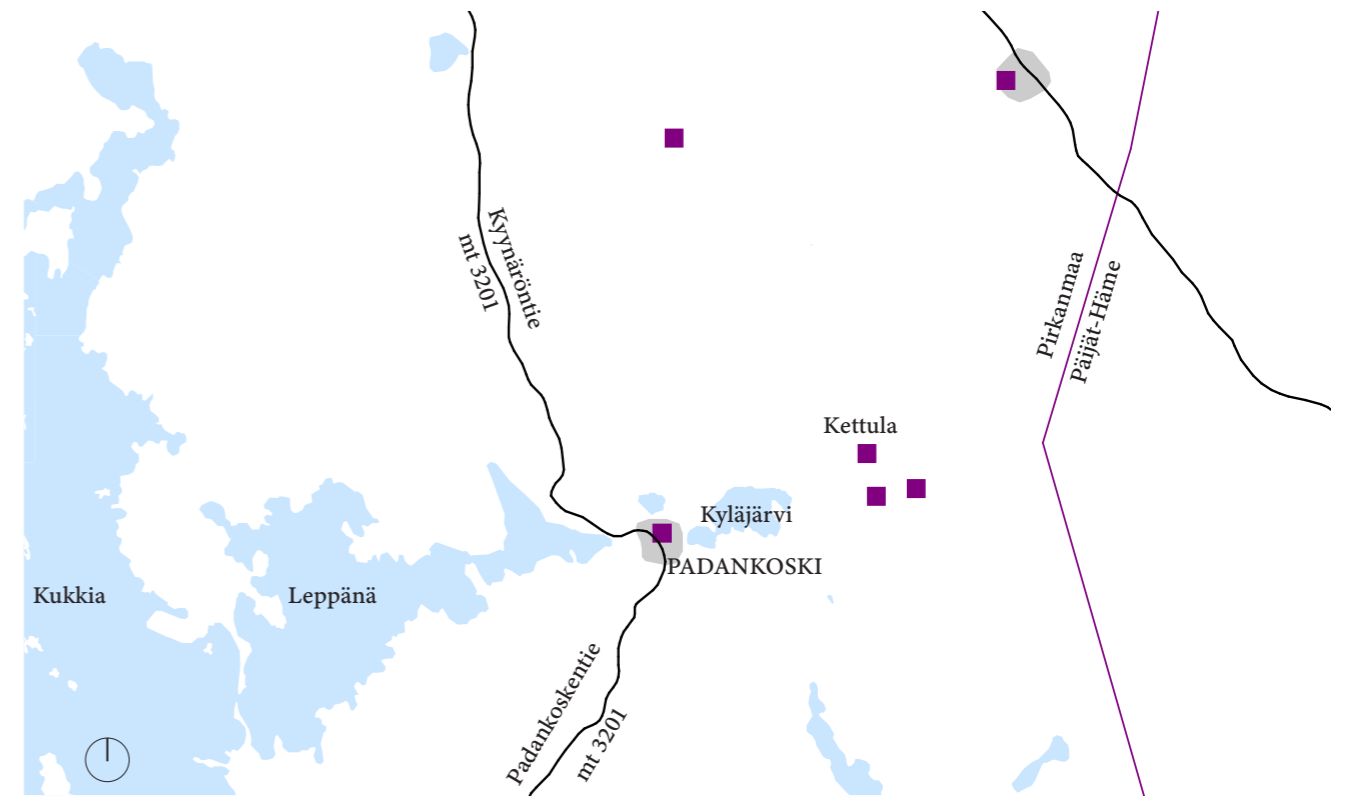 Kyynäröntie
mt 3201
Pirkanmaa
Päijät-Häme
Kettula
Kyläjärvi
PADANKOSKI
Kukkia
Leppänä
Padankoskentie
mt 3201